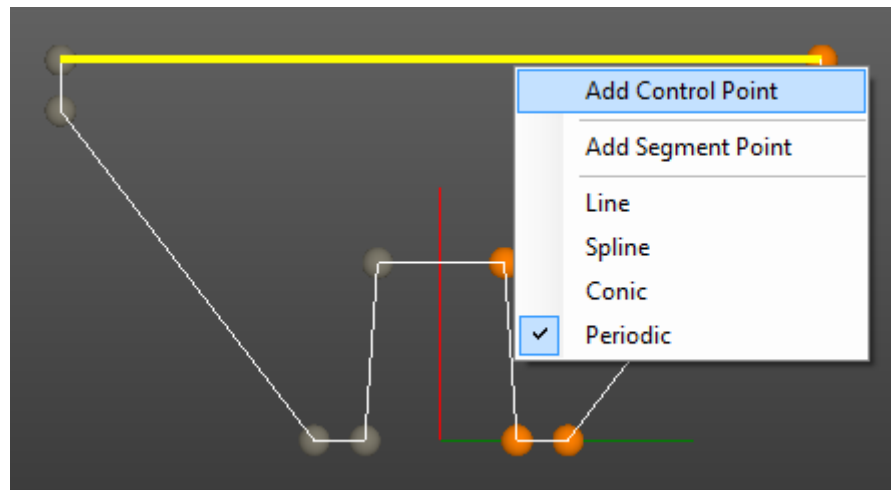 Add Control Point
Add Segment Point
Line
Spline
Conic
Periodic